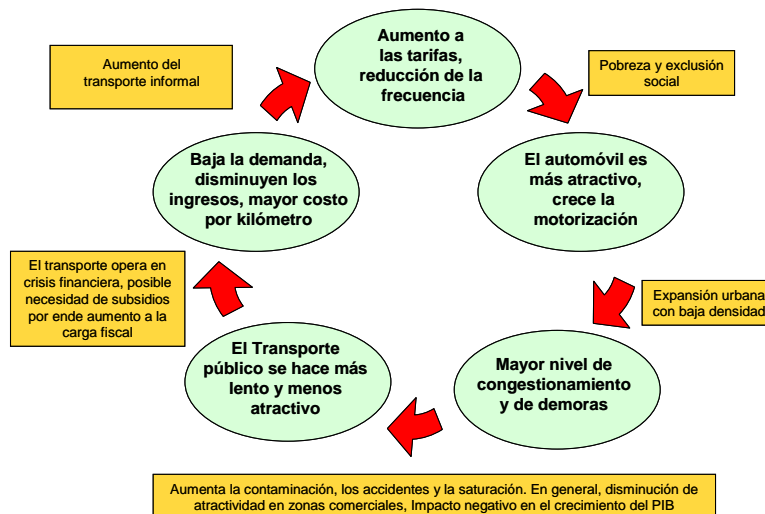 Aumento a
las tarifas,
reducción de la
frecuencia
Pobreza y exclusión
social
El automóvil es
más atractivo,
crece la
motorización
Expansión urbana
con baja densidad
Mayor nivel de
congestionamiento
y de demoras
Aumenta la contaminación, los accidentes y la saturación. En general, disminución de
atractividad en zonas comerciales, Impacto negativo en el crecimiento del PIB
El Transporte
público se hace más
lento y menos
atractivo
El transporte opera en
crisis financiera, posible
necesidad de subsidios
por ende aumento a la
carga fiscal
Baja la demanda,
disminuyen los
ingresos, mayor costo
por kilómetro
Aumento del
transporte informal